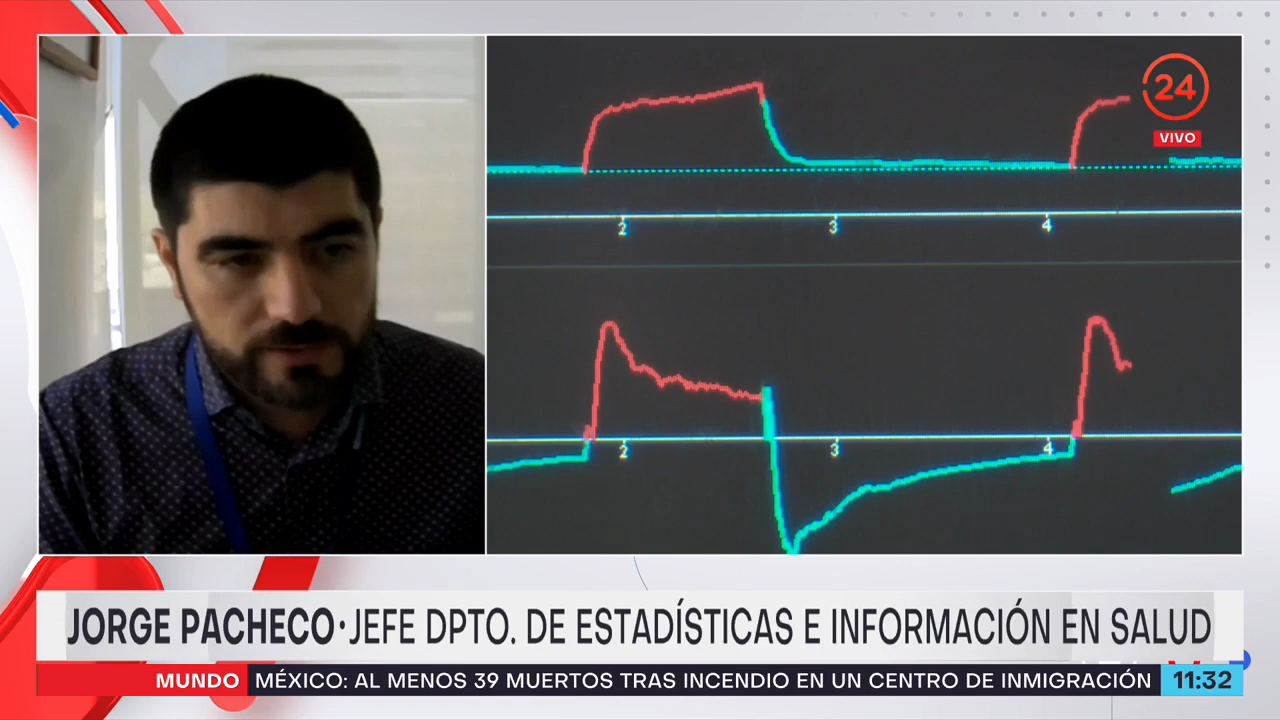 24
VIVO
2 3 4
2 3 4
JORGE PACHECO · JEFE DPTO. DE ESTADÍSTICAS E INFORMACIÓN EN SALUD
MUNDO MÉXICO: AL MENOS 39 MUERTOS TRAS INCENDIO EN UN CENTRO DE INMIGRACIÓN 11:32